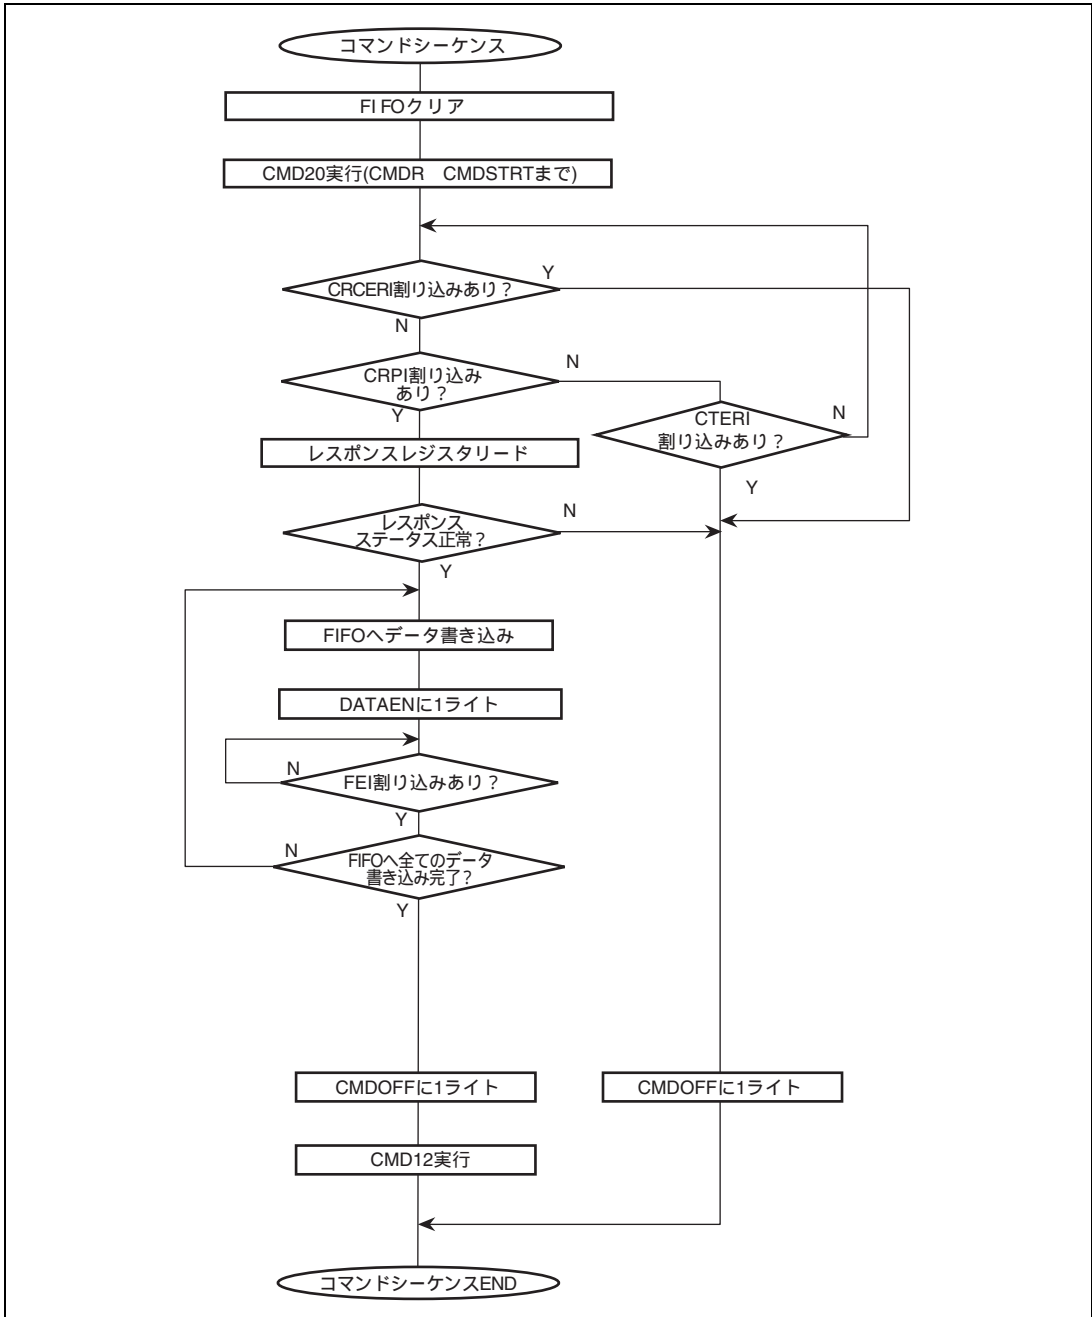 コマンドシーケンス
FIFOクリア
CMD20実行(CMDR　CMDSTRTまで)
CRCERI割り込みあり？
Y
N
CRPI割り込み
あり？
N
Y
CTERI
割り込みあり？
N
Y
レスポンスレジスタリード
レスポンス
ステータス正常？
N
Y
FIFOへデータ書き込み
DATAENに1ライト
FEI割り込みあり？
N
Y
FIFOへ全てのデータ
書き込み完了？
N
Y
CMDOFFに1ライト
CMDOFFに1ライト
CMD12実行
コマンドシーケンスEND